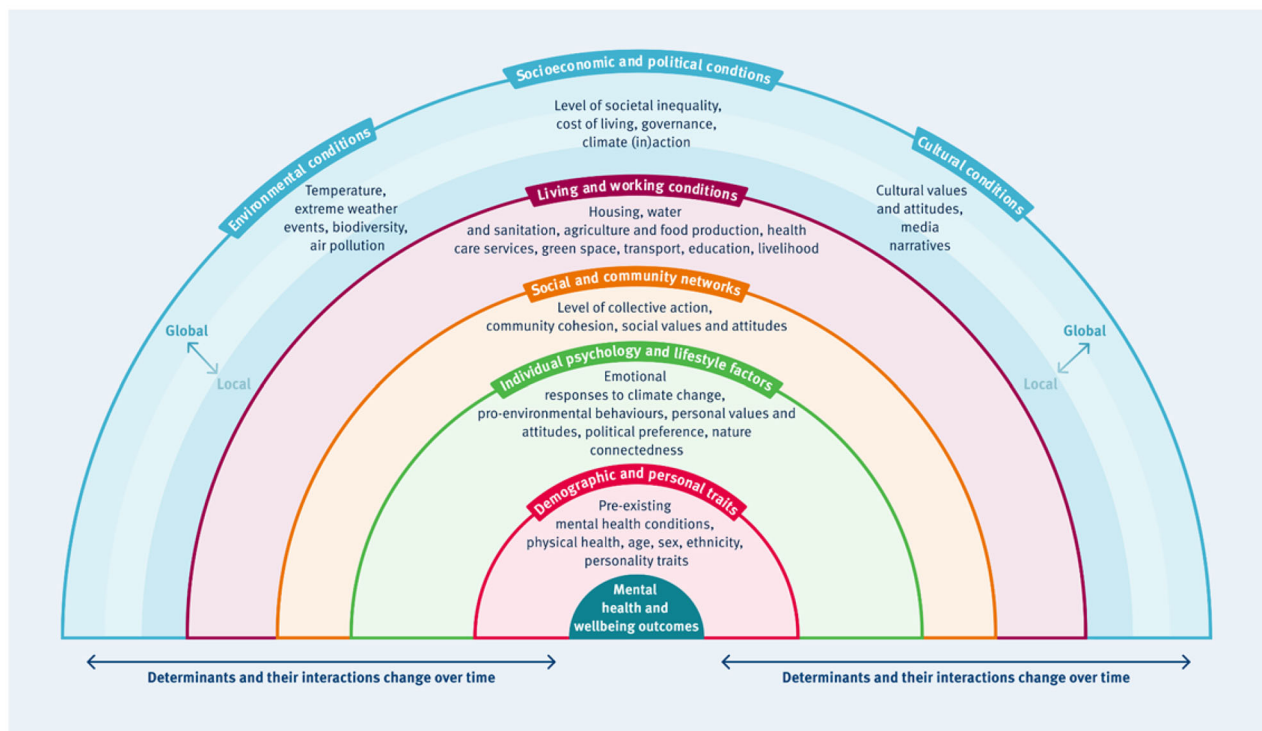 Socioeconomic and political condtions
Level of societal inequality,
cost of living, governance,
climate (in)action
Environmental conditions
Temperature,
extreme weather
events, biodiversity,
air pollution
Cultural conditions
Cultural values
and attitudes,
media
narratives
Living and working conditions
Housing, water
and sanitation, agriculture and food production, health
care services, green space, transport, education, livelihood
Social and community networks
Level of collective action,
community cohesion, social values and attitudes
Global
Local
Global
Local
Individual psychology and lifestyle factors
Emotional
responses to climate change,
pro-environmental behaviours, personal values and
attitudes, political preference, nature
connectedness
Demographic and personal traits
Pre-existing
mental health conditions,
physical health, age, sex, ethnicity,
personality traits
Mental
health and
wellbeing outcomes
Determinants and their interactions change over time
Determinants and their interactions change over time